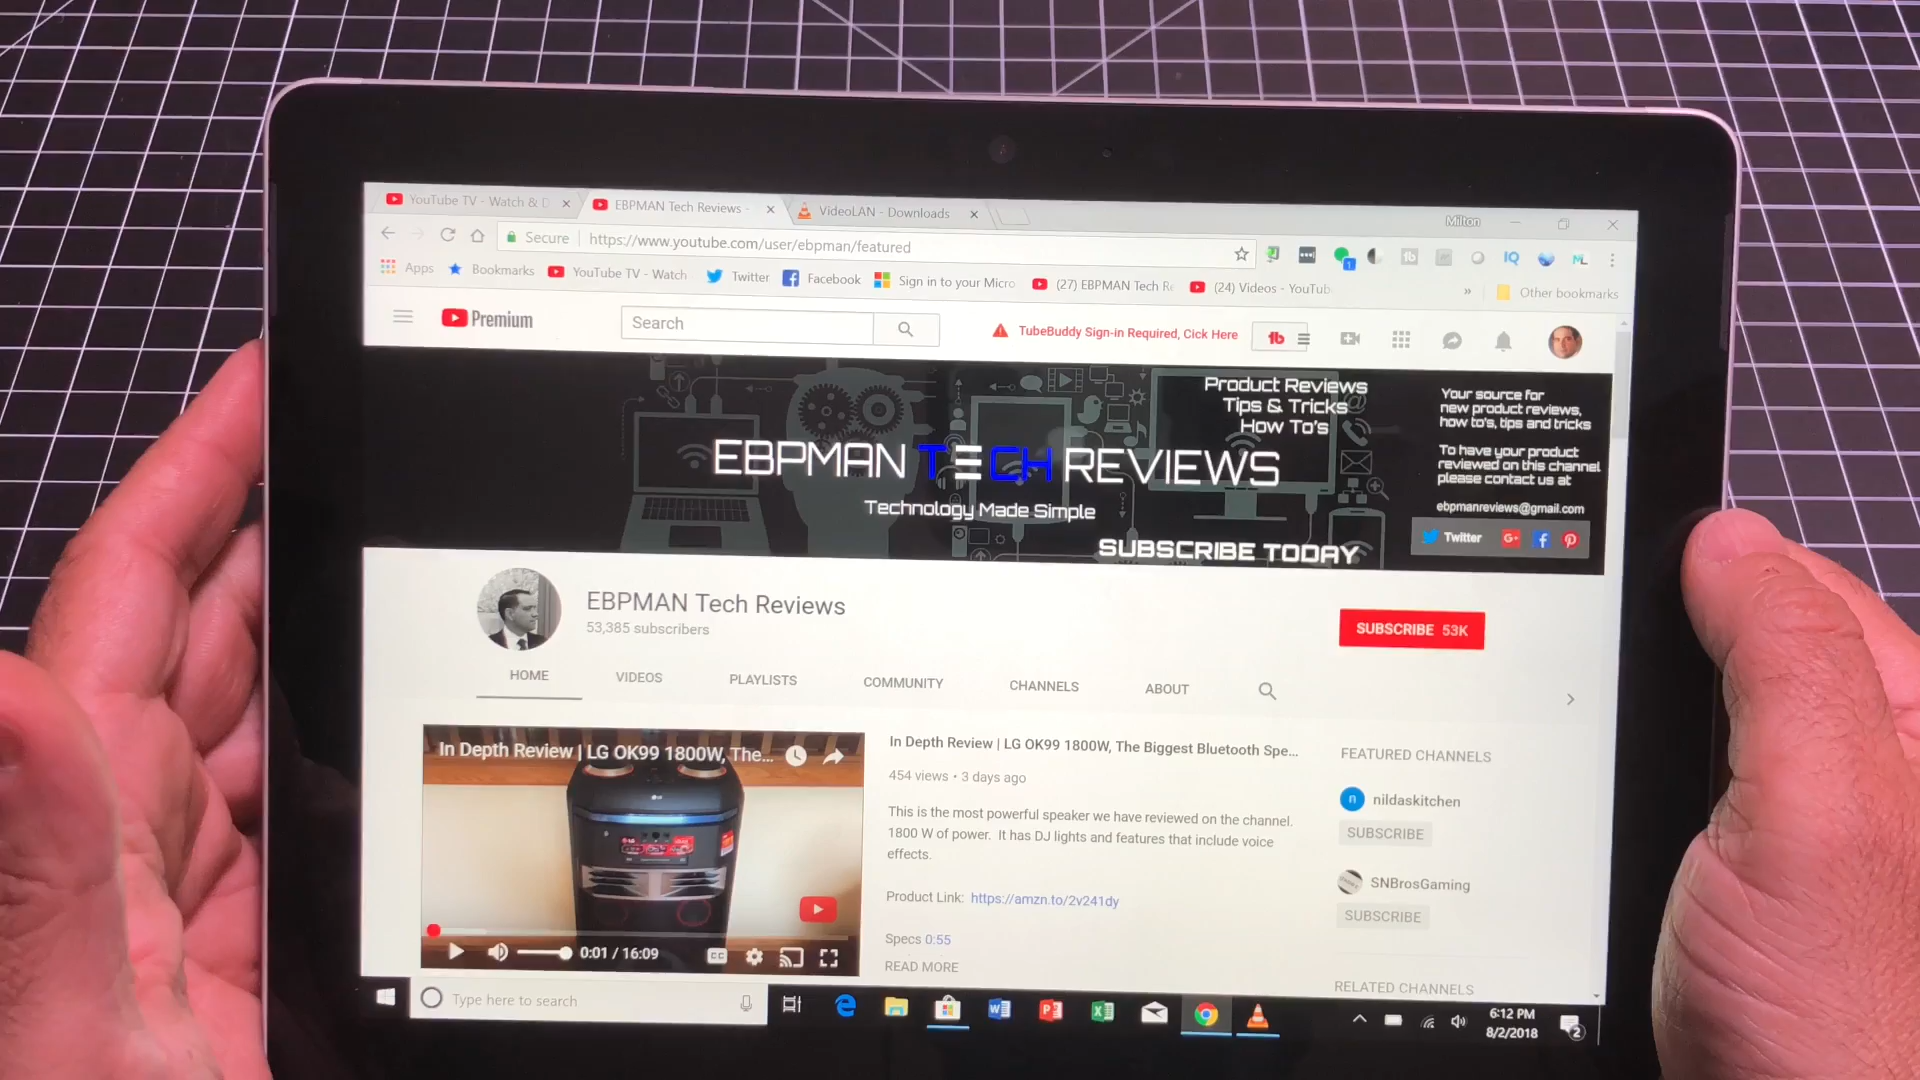 YouTube TV - Watch & D
EBPMAN Tech Reviews -
VideoLAN - Downloads
Milton
Secure
https://www.youtube.com/user/ebpman/featured
Apps
Bookmarks
YouTube TV - Watch
Twitter
Facebook
Sign in to your Micro
(27) EBPMAN Tech Re
(24) Videos - YouTub
»
Other bookmarks
Premium
Search
TubeBuddy Sign-in Required, Cick Here
EBPMAN TECH REVIEWS
Technology Made Simple
Product Reviews
Tips & Tricks
How To's
SUBSCRIBE TODAY
Your source for
new product reviews,
how to's, tips and tricks
To have your product
reviewed on this channel
please contact us at
ebpmanreviews@gmail.com
Twitter
EBPMAN Tech Reviews
53,385 subscribers
SUBSCRIBE 53K
HOME
VIDEOS
PLAYLISTS
COMMUNITY
CHANNELS
ABOUT
In Depth Review | LG OK99 1800W, The...
0:01 / 16:09
In Depth Review | LG OK99 1800W, The Biggest Bluetooth Spe...
454 views • 3 days ago
This is the most powerful speaker we have reviewed on the channel.
1800 W of power. It has DJ lights and features that include voice
effects.
Product Link: https://amzn.to/2v241dy
Specs 0:55
READ MORE
FEATURED CHANNELS
nildaskitchen
SUBSCRIBE
SNBrosGaming
SUBSCRIBE
RELATED CHANNELS
Type here to search
6:12 PM
8/2/2018
2